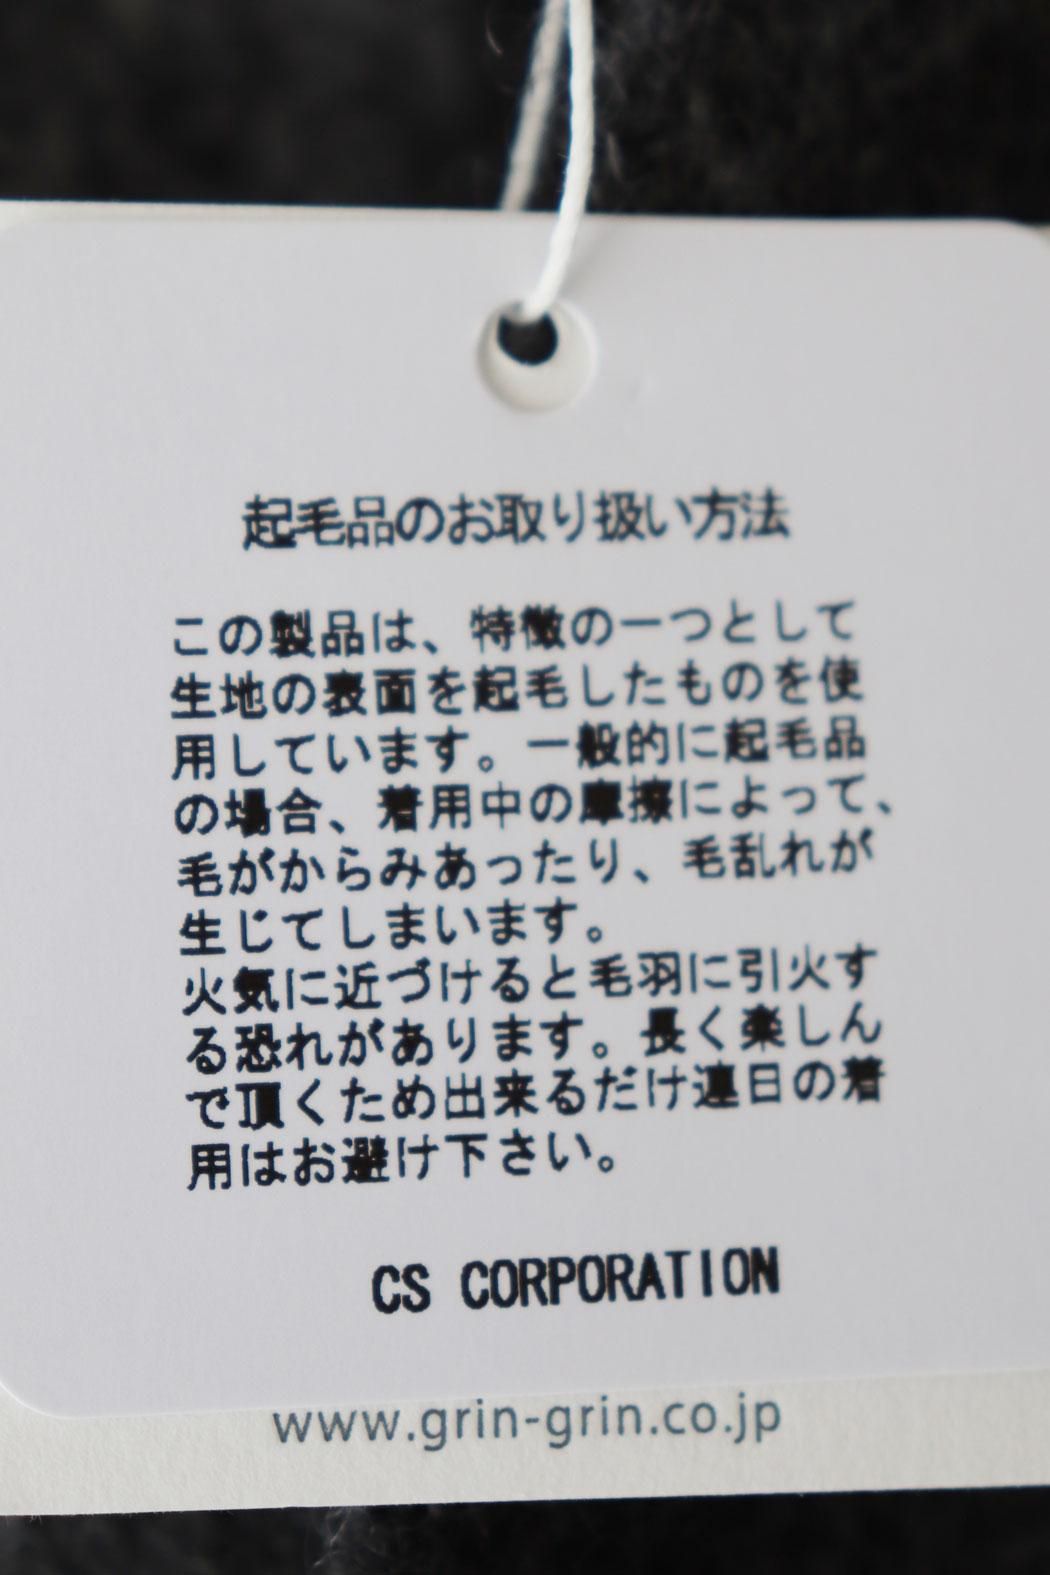 起毛品のお取り扱い方法
この製品は、特徴の一つとして
生地の表面を起毛したものを使
用しています。一般的に起毛品
の場合、着用中の摩擦によって、
毛がからみあったり、毛乱れが
生じてしまいます。
火気に近づけると毛羽に引火す
る恐れがあります。長く楽しん
で頂くため出来るだけ連日の着
用はお避け下さい。
CS CORPORATION
www.grin-grin.co.jp